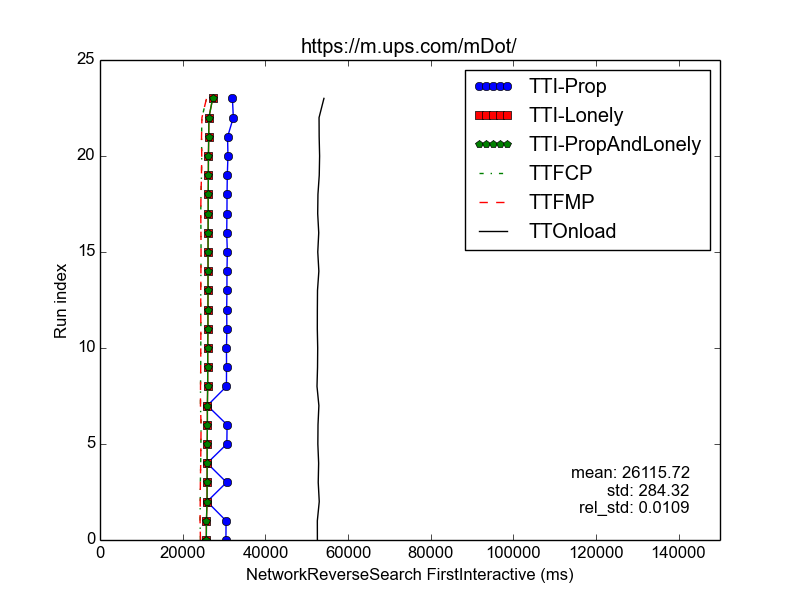 https://m.ups.com/mDot/
25
20
15
10
5
0
Run index
TTI-Prop
TTI-Lonely
TTI-PropAndLonely
TTFCP
TTFMP
TTOnload
mean: 26115.72
std: 284.32
rel_std: 0.0109
0 20000 40000 60000 80000 100000 120000 140000
NetworkReverseSearch FirstInteractive (ms)